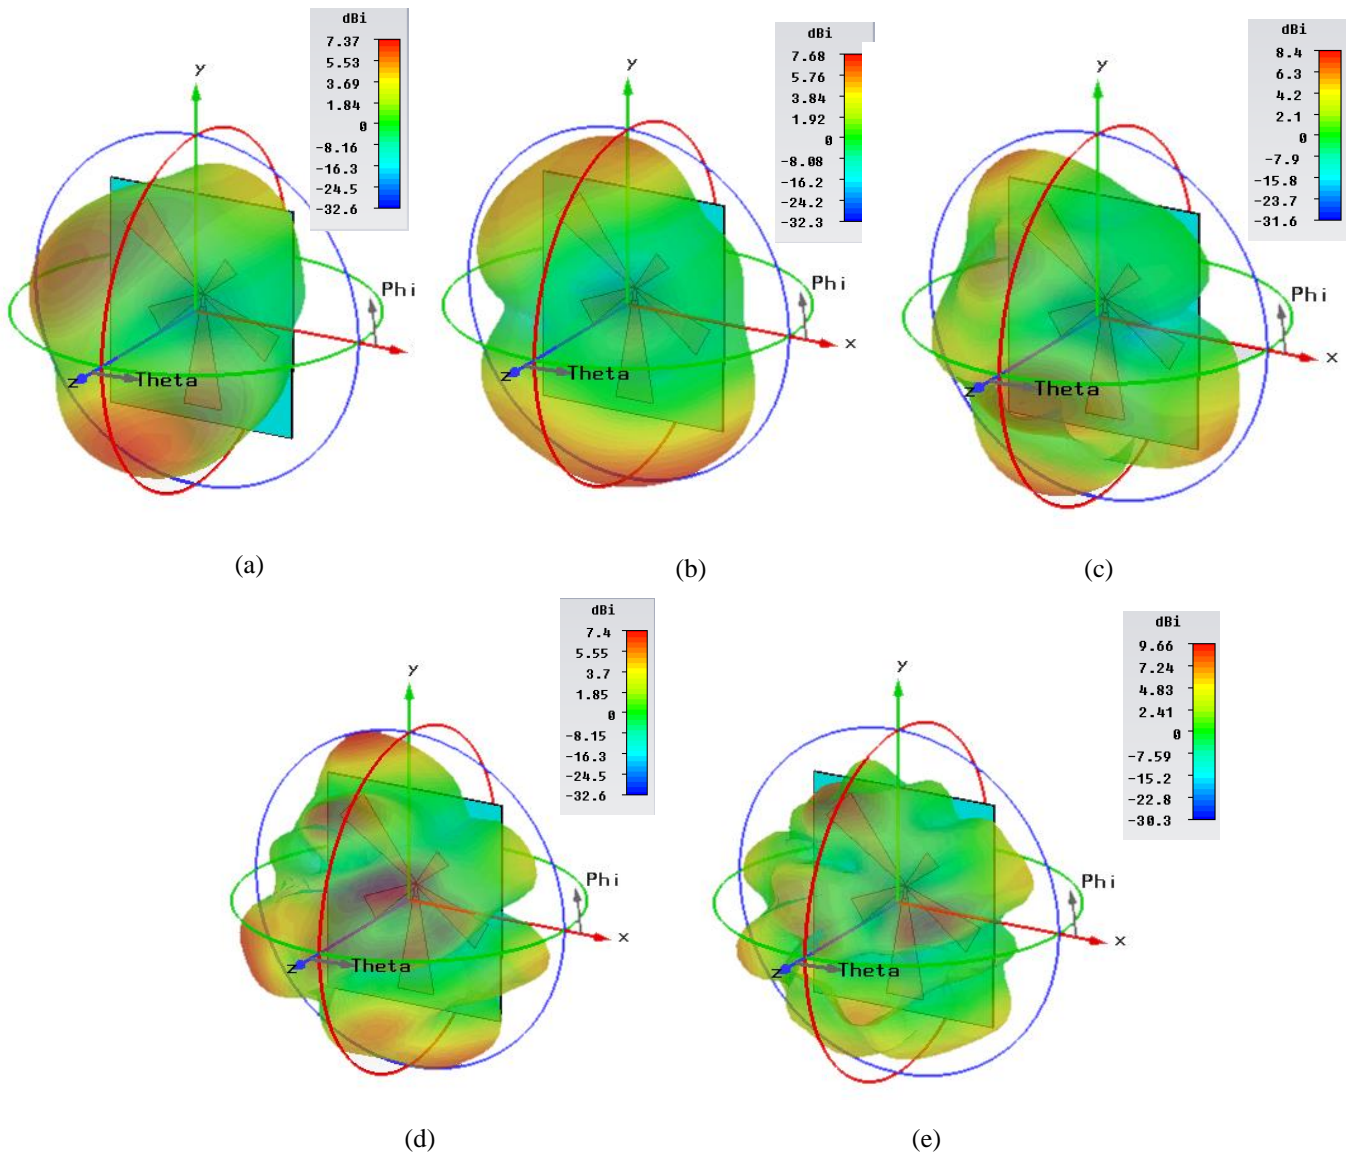 dBi
7.37
5.53
3.69
1.84
0
-8.16
-16.3
-24.5
-32.6
y
Phi
x
z
Theta
(a)
dBi
7.68
5.76
3.84
1.92
0
-8.08
-16.2
-24.2
-32.3
y
Phi
x
z
Theta
(b)
dBi
8.4
6.3
4.2
2.1
0
-7.9
-15.8
-23.7
-31.6
y
Phi
x
z
Theta
(c)
dBi
7.4
5.55
3.7
1.85
0
-8.15
-16.3
-24.5
-32.6
y
Phi
x
z
Theta
(d)
dBi
9.66
7.24
4.83
2.41
0
-7.59
-15.2
-22.8
-30.3
y
Phi
x
z
Theta
(e)